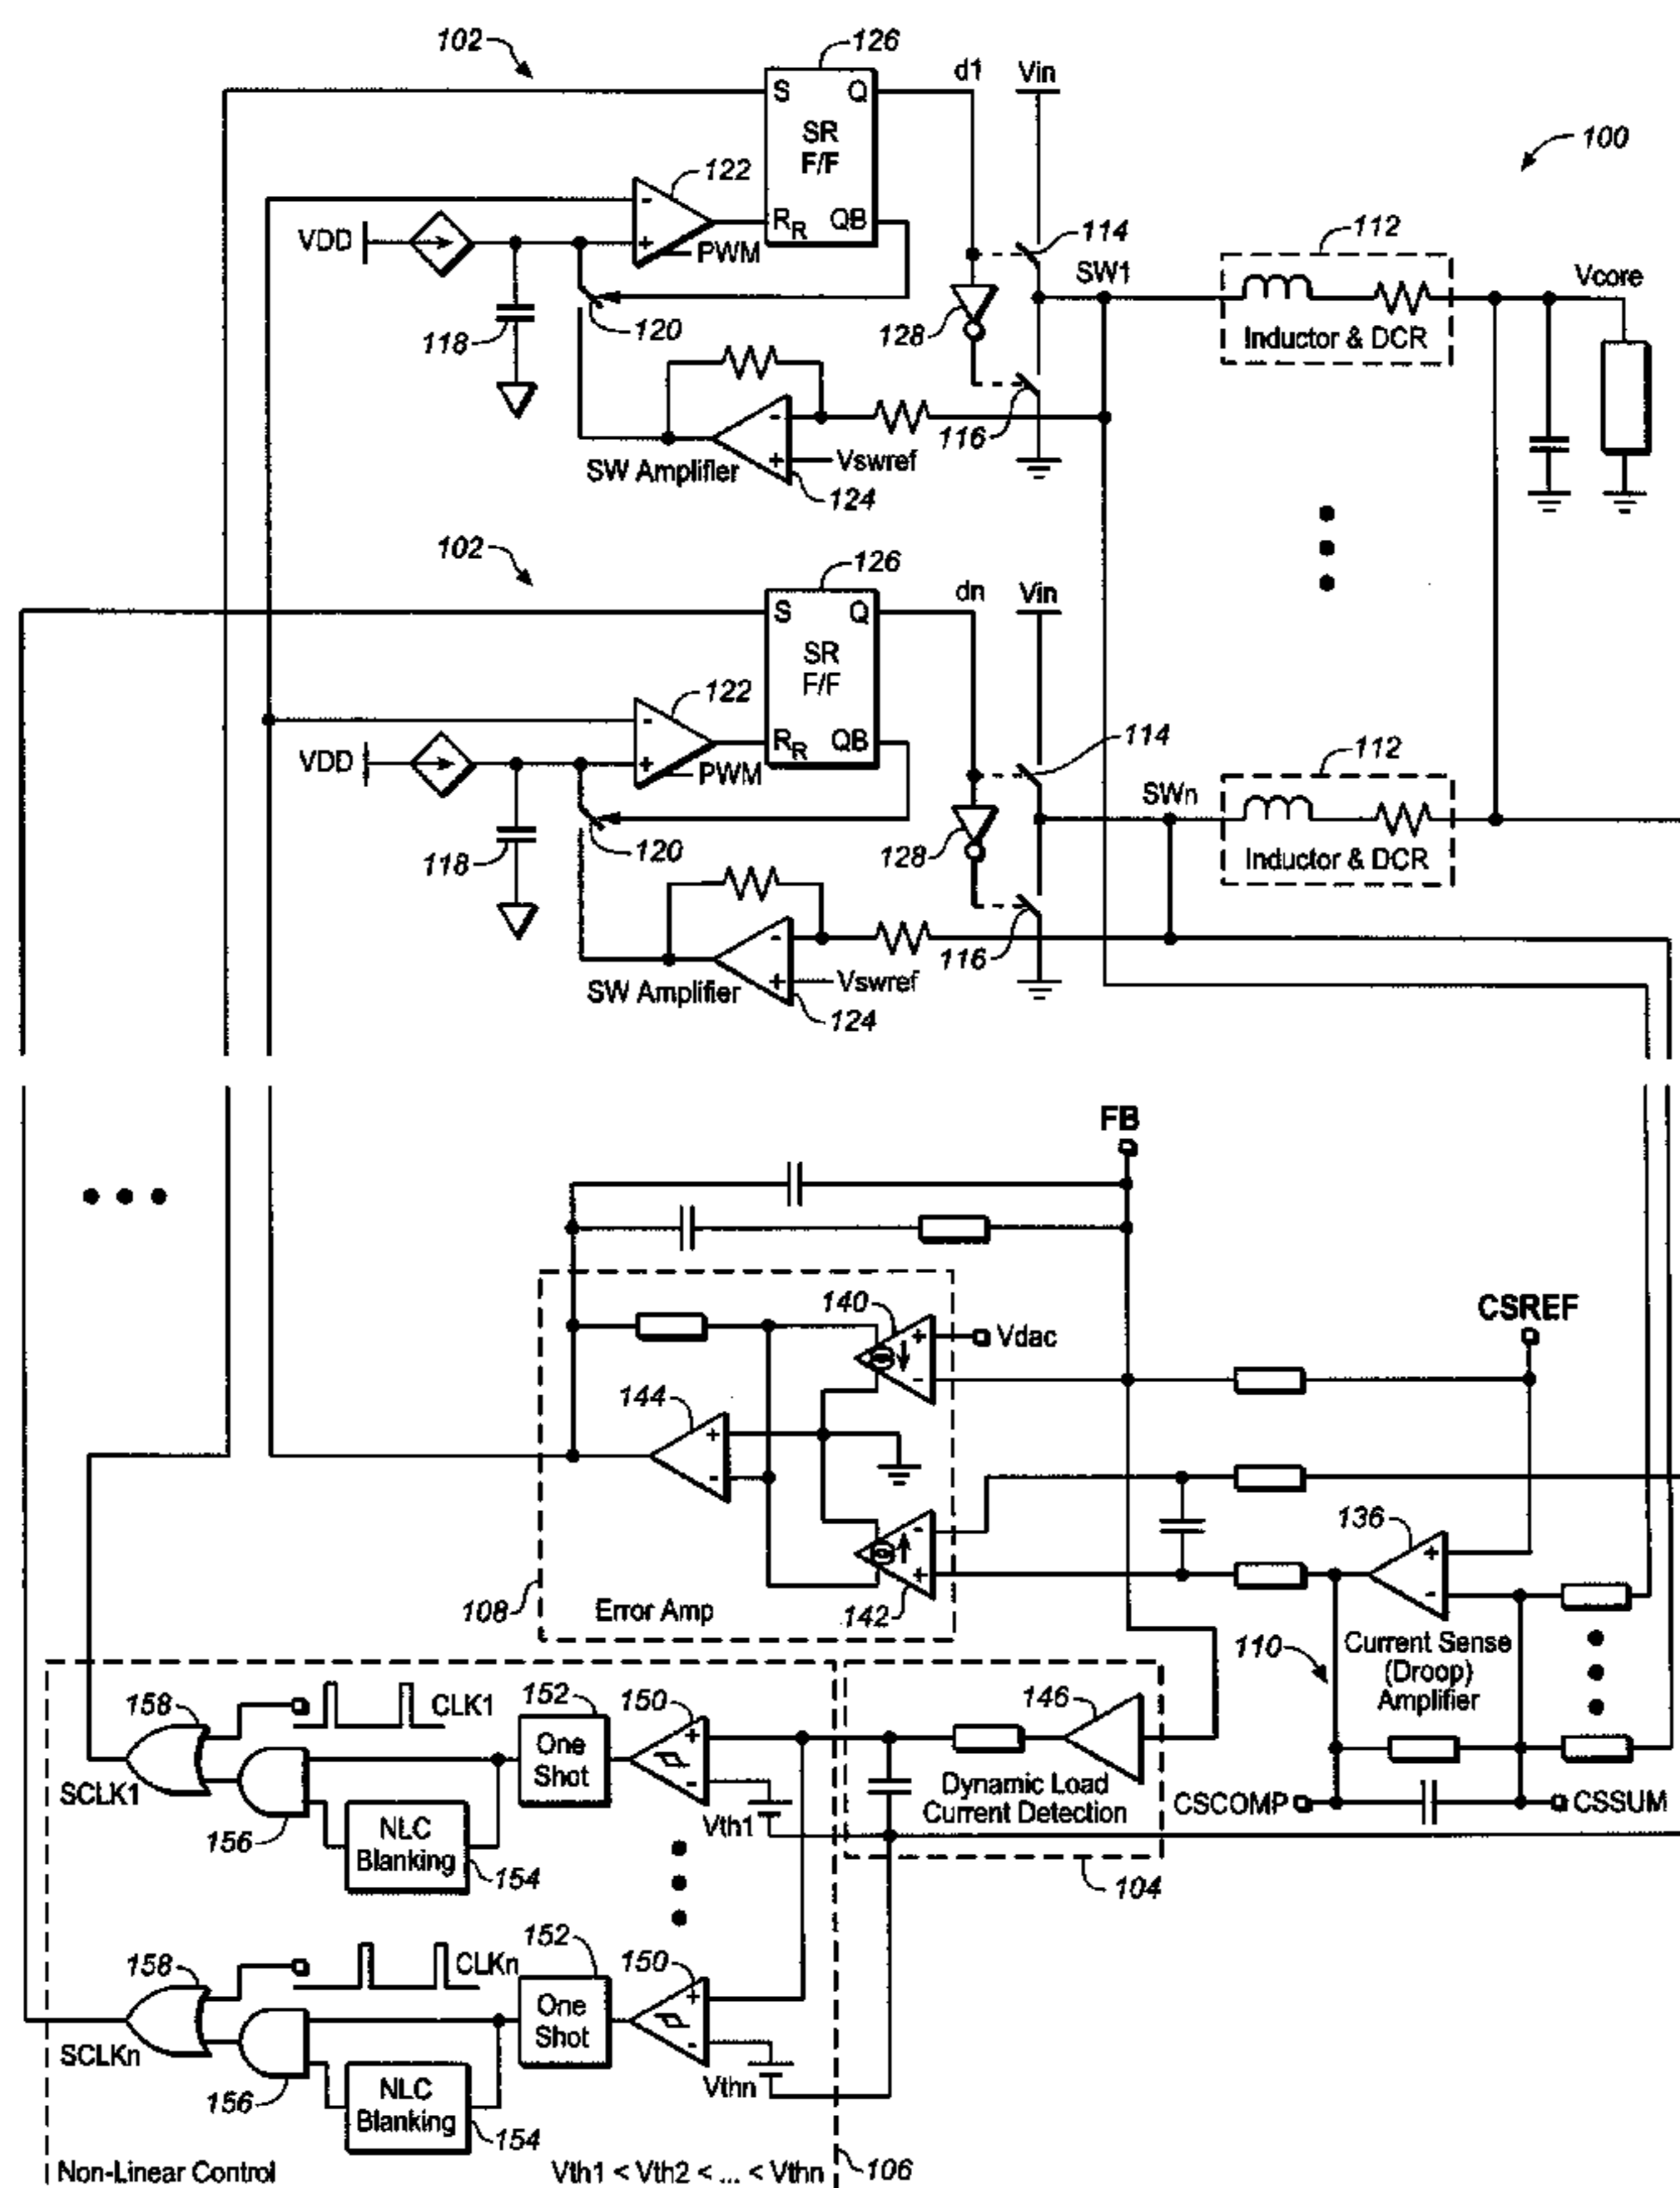 102
126
d1
Vin
100
S
Q
SR
F/F
122
RR
QB
114
112
VDD
PWM
SW1
Vcore
118
120
128
Inductor & DCR
116
SW Amplifier
Vswref
124
102
126
dn
Vin
S
Q
SR
F/F
122
RR
QB
114
112
VDD
PWM
SWn
118
120
128
Inductor & DCR
116
SW Amplifier
Vswref
124
FB
140
Vdac
CSREF
144
136
108
Error Amp
142
110
Current Sense
(Droop)
Amplifier
158
CLK1
152
150
146
One
Shot
SCLK1
Dynamic Load
Current Detection
CSCOMP
CSSUM
156
NLC
Blanking
Vth1
154
104
158
CLKn
152
150
One
Shot
SCLKn
156
NLC
Blanking
Vthn
154
Non-Linear Control
Vth1 < Vth2 < ... < Vthn
106